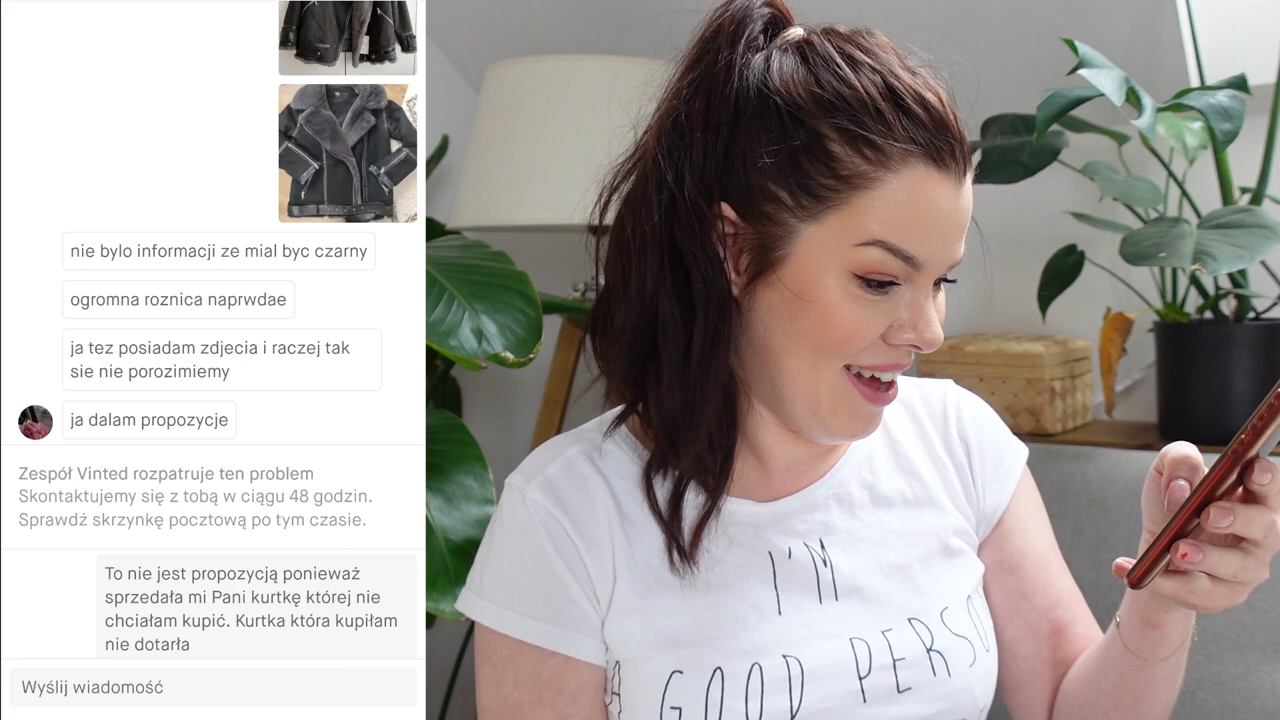 nie bylo informacji ze mial byc czarny
ogromna roznica naprwdae
ja tez posiadam zdjecia i raczej tak
sie nie porozimiemy
ja dalam propozycje
Zespół Vinted rozpatruje ten problem
Skontaktujemy się z tobą w ciągu 48 godzin.
Sprawdź skrzynkę pocztową po tym czasie.
To nie jest propozycją ponieważ
sprzedała mi Pani kurtkę której nie
chciałam kupić. Kurtka która kupiłam
nie dotarła
Wyślij wiadomość
I'M
A GOOD PERSO